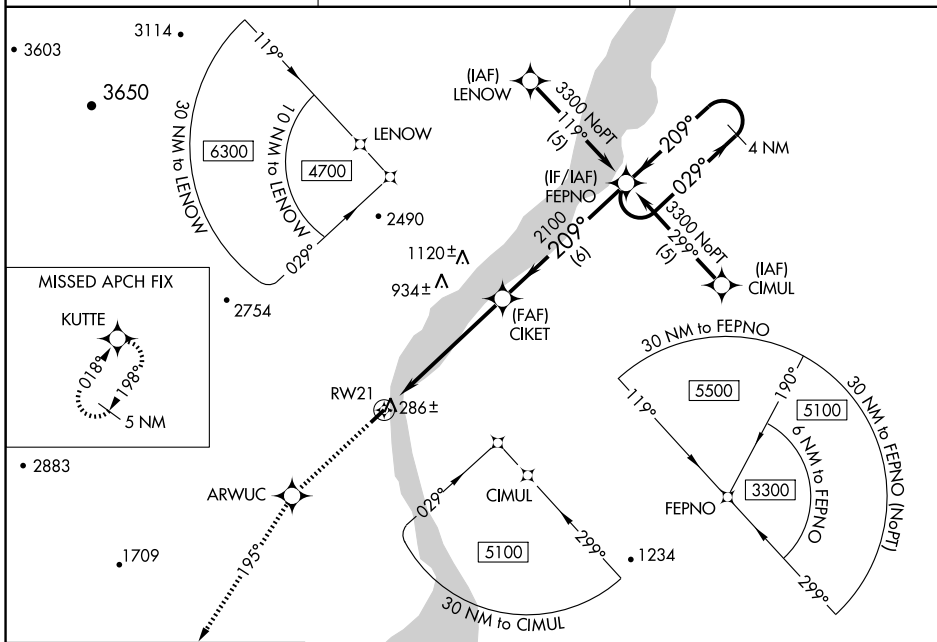 3114
3603
3650
119°
30 NM to LENOW
6300
10 NM to LENOW
4700
LENOW
029°
2490
(IAF)
LENOW
3300 NoPT
119°
(5)
209°
029°
4 NM
(IF/IAF)
FEPNO
2100
209°
(6)
3300 NoPT
299°
(5)
(IAF)
CIMUL
1120±
934±
(FAF)
CIKET
MISSED APCH FIX
KUTTE
018°
198°
5 NM
2754
RW21
286±
2883
ARWUC
195°
1709
029°
CIMUL
299°
5100
30 NM to CIMUL
1234
30 NM to FEPNO
119°
5500
190°
5100
30 NM to FEPNO (NoPT)
6 NM to FEPNO
3300
FEPNO
299°